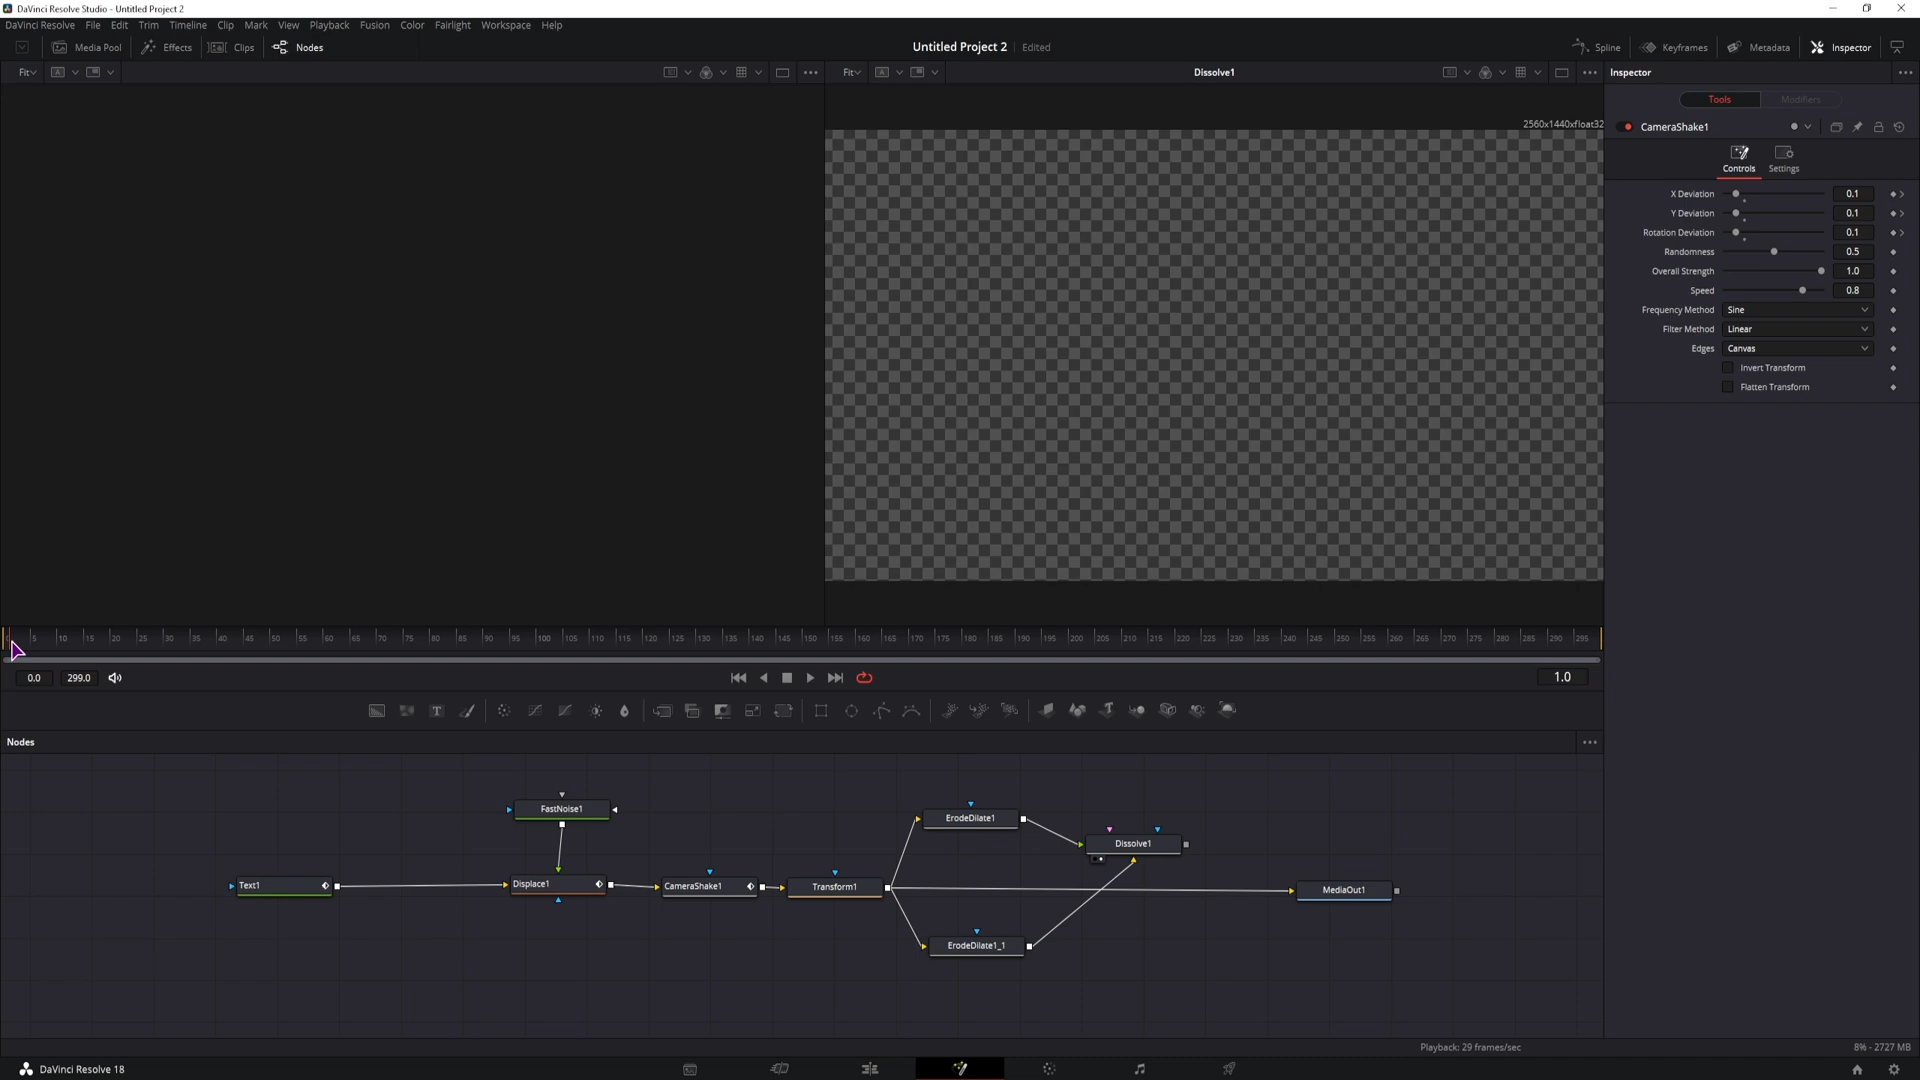 DaVinci Resolve Studio - Untitled Project 2
DaVinci Resolve File Edit Trim Timeline Clip Mark View Playback Fusion Color Fairlight Workspace Help
Media Pool Effects Clips Nodes Untitled Project 2 Edited Spline Keyframes Metadata Inspector
Fit Fit Dissolve1 Inspector
Tools Modifiers
2560x1440xfloat32
CameraShake1
Controls Settings
X Deviation 0.1
Y Deviation 0.1
Rotation Deviation 0.1
Randomness 0.5
Overall Strength 1.0
Speed 0.8
Frequency Method Sine
Filter Method Linear
Edges Canvas
Invert Transform
Flatten Transform
5 10 15 20 25 30 35 40 45 50 55 60 65 70 75 80 85 90 95 100 105 110 115 120 125 130 135 140 145 150 155 160 165 170 175 180 185 190 195 200 205 210 215 220 225 230 235 240 245 250 255 260 265 270 275 280 285 290 295
0.0 299.0 1.0
Nodes
FastNoise1
ErodeDilate1
Dissolve1
Text1 Displace1 CameraShake1 Transform1 MediaOut1
ErodeDilate1_1
Playback: 29 frames/sec 8% - 2727 MB
DaVinci Resolve 18